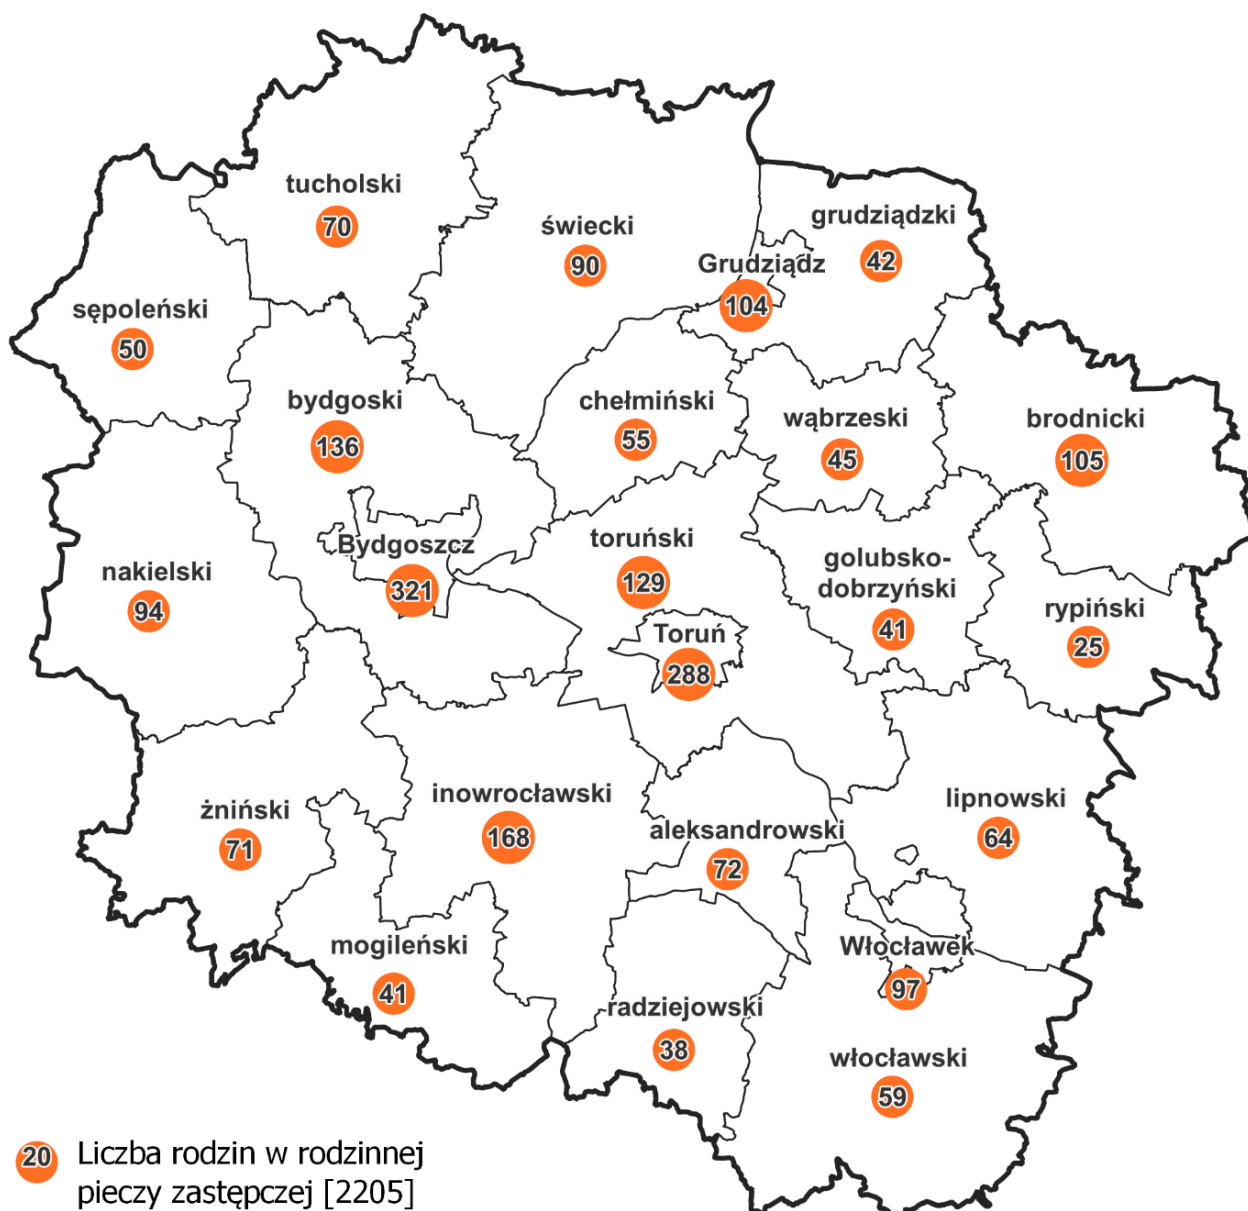 tucholski
70
świecki
90
grudziądzki
42
Grudziądz
104
sępoleński
50
bydgoski
136
chełmiński
55
wąbrzeski
45
brodnicki
105
Bydgoszcz
321
toruński
129
golubsko-
dobrzyński
41
nakielski
94
rypiński
25
Toruń
288
żniński
71
inowrocławski
168
aleksandrowski
72
lipnowski
64
mogileński
41
Włocławek
97
radziejowski
38
włocławski
59
20 Liczba rodzin w rodzinnej
pieczy zastępczej [2205]